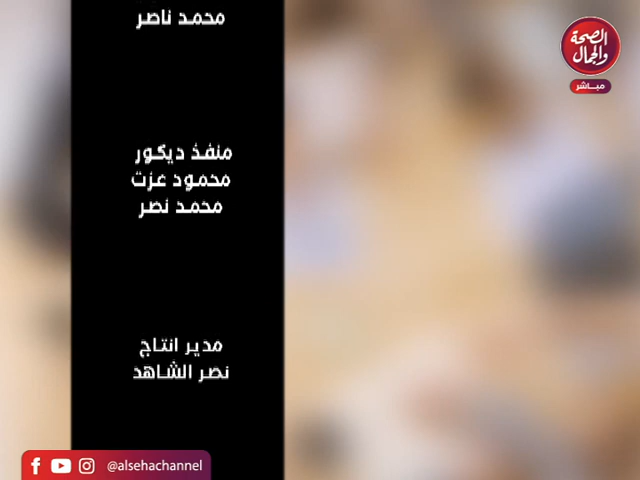 محمد ناصر
الصحة
والجمال
مباشر
منفذ ديكور
محمود عزت
محمد نصر
مدير انتاج
نصر الشاهد
@alsehachannel